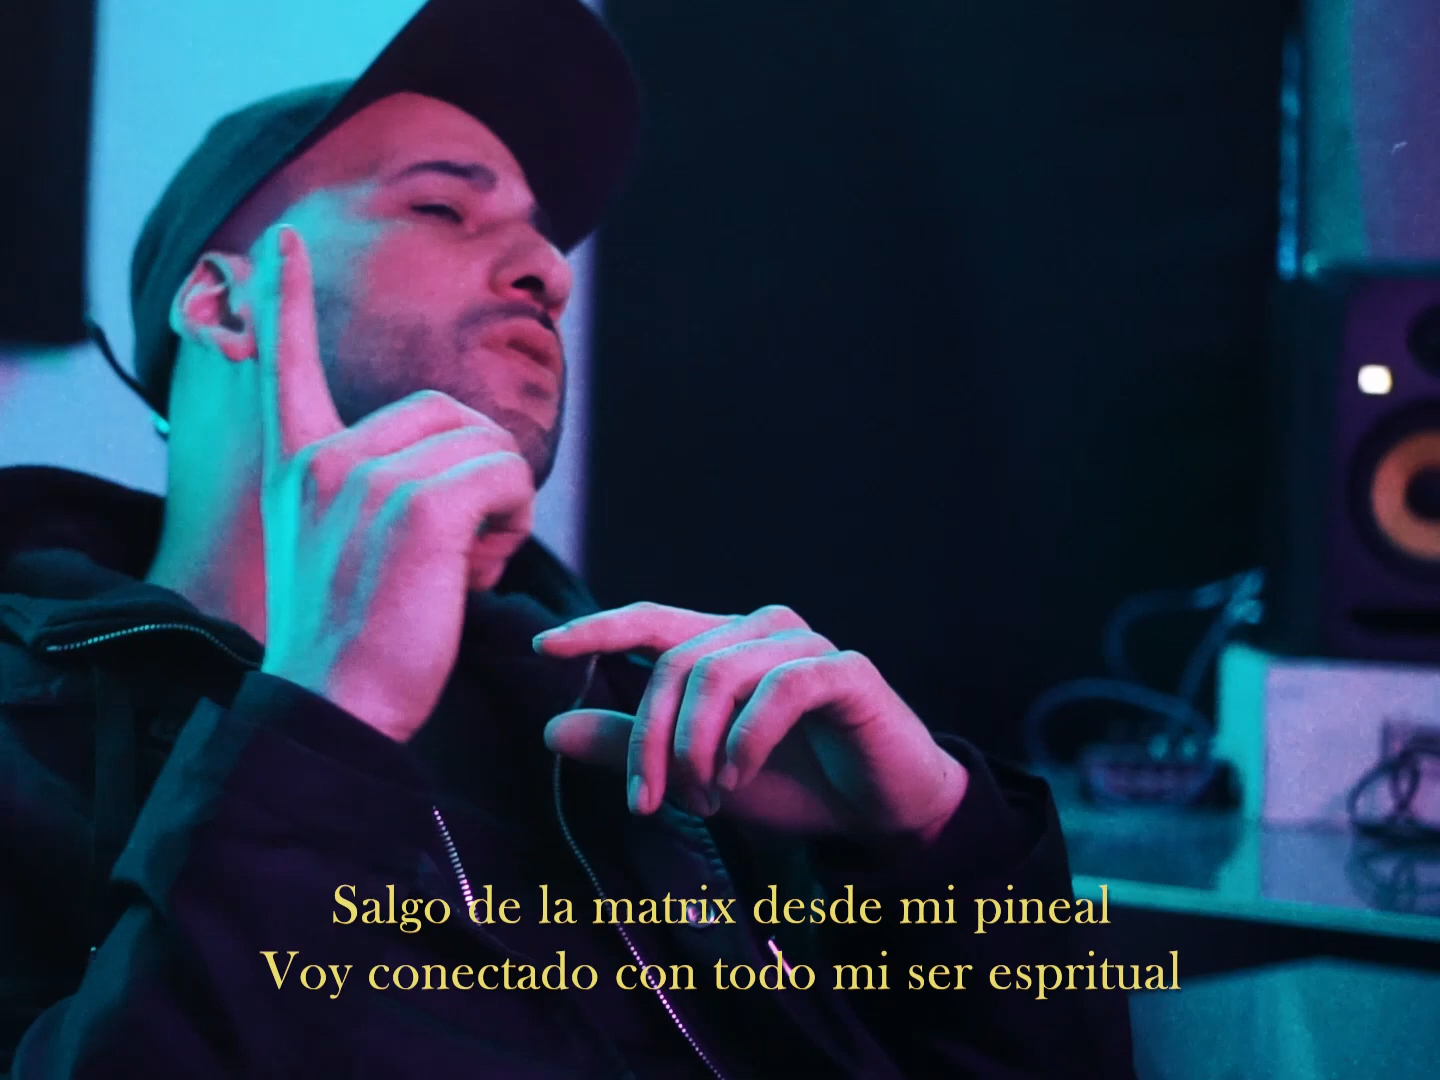 Salgo de la matrix desde mi pineal
Voy conectado con todo mi ser espritual